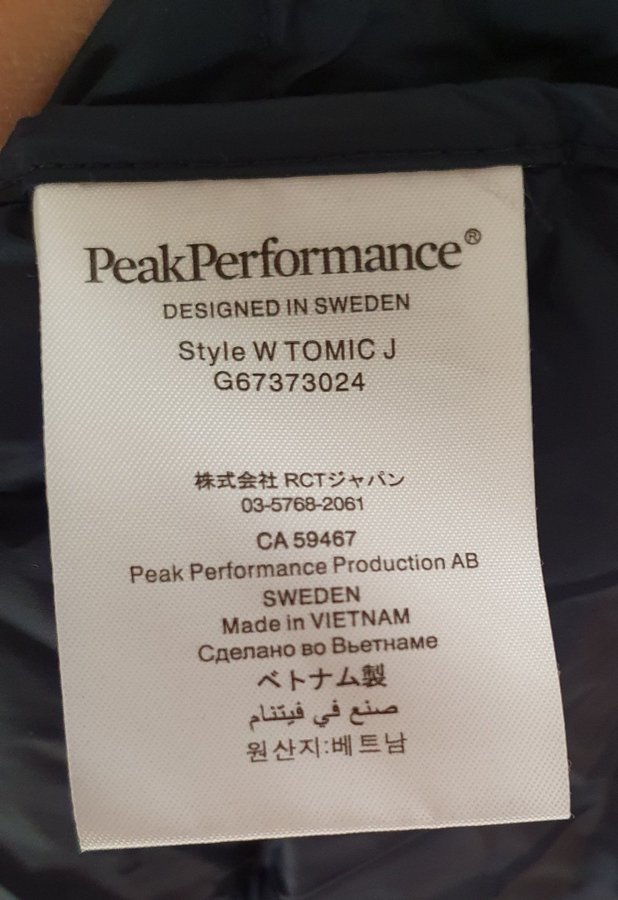 PeakPerformance®
DESIGNED IN SWEDEN
Style W TOMIC J
G67373024
株式会社 RCTジャパン
03-5768-2061
CA 59467
Peak Performance Production AB
SWEDEN
Made in VIETNAM
Сделано во Вьетнаме
ベトナム製
صنع في فيتنام
원산지:베트남